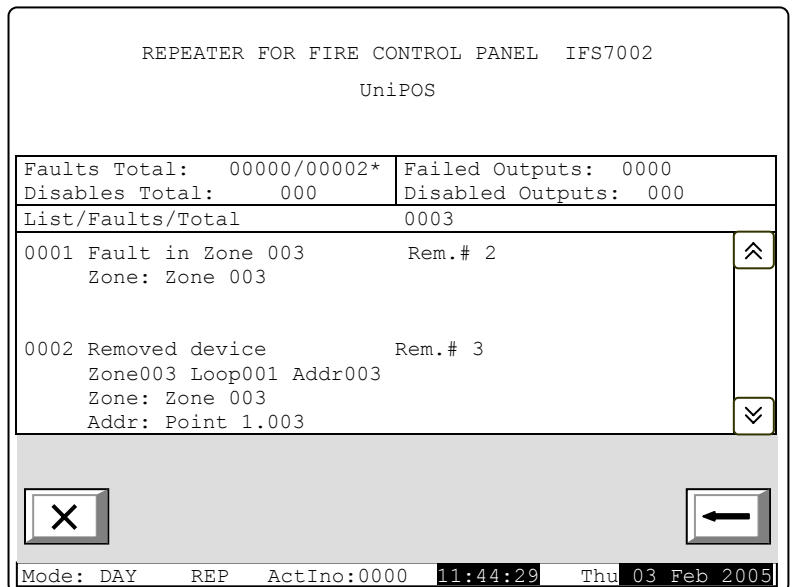 REPEATER FOR FIRE CONTROL PANEL IFS7002
UniPOS
Faults Total: 00000/00002* Failed Outputs: 0000
Disables Total: 000 Disabled Outputs: 000
List/Faults/Total 0003
0001 Fault in Zone 003 Rem.# 2
Zone: Zone 003
0002 Removed device Rem.# 3
Zone003 Loop001 Addr003
Zone: Zone 003
Addr: Point 1.003
Mode: DAY REP ActIno:0000 11:44:29 Thu 03 Feb 2005